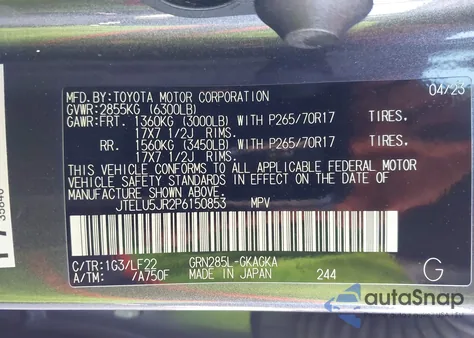 MFD.BY:TOYOTA MOTOR CORPORATION 04/23
GVWR:2855KG (6300LB)
GAWR:FRT. 1360KG (3000LB) WITH P265/70R17 TIRES.
17X7 1/2J RIMS.
RR. 1560KG (3450LB) WITH P265/70R17 TIRES.
17X7 1/2J RIMS.
THIS VEHICLE CONFORMS TO ALL APPLICABLE FEDERAL MOTOR
VEHICLE SAFETY STANDARDS IN EFFECT ON THE DATE OF
MANUFACTURE SHOWN ABOVE.
JTELU5JR2P6150853 MPV
C/TR:1G3/LF22 GRN285L-GKAGKA
A/TM: /A750F MADE IN JAPAN 244 G
autoSnap